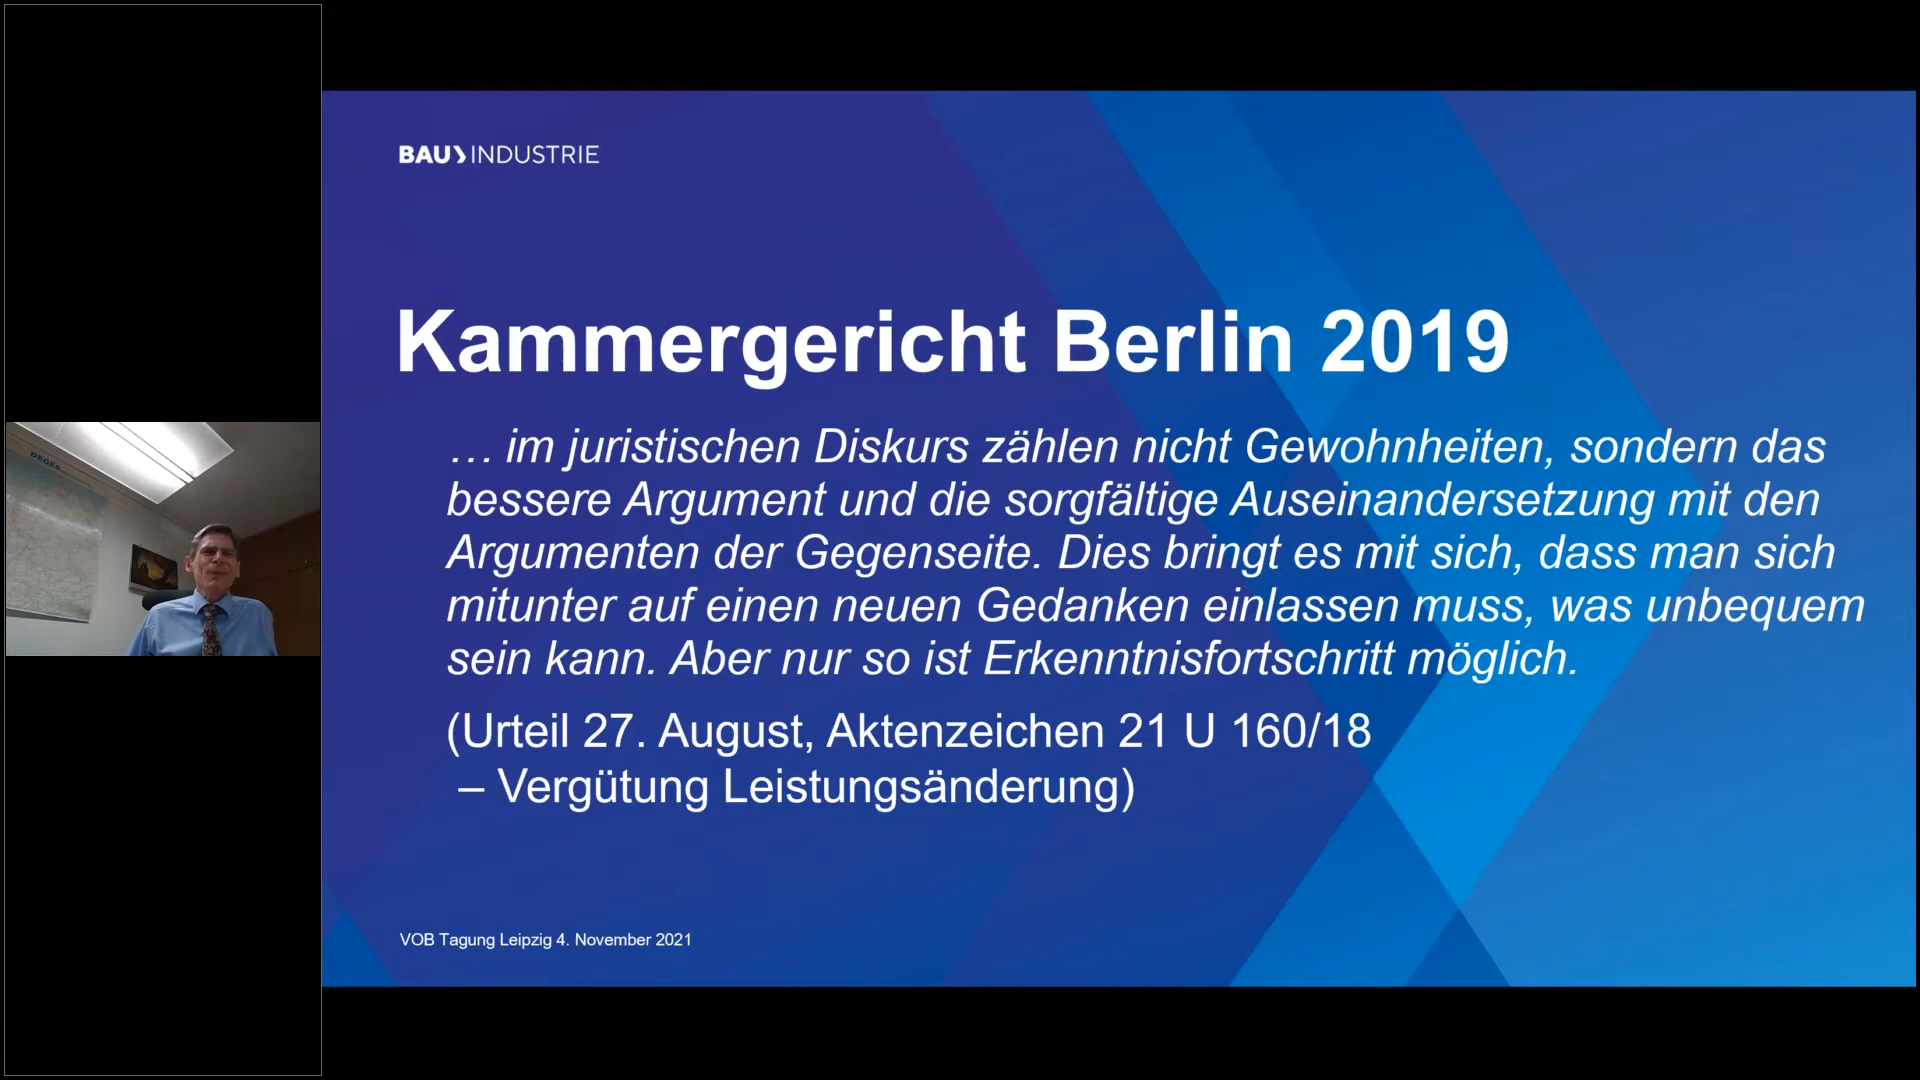 DEGES
BAU INDUSTRIE
Kammergericht Berlin 2019
… im juristischen Diskurs zählen nicht Gewohnheiten, sondern das
bessere Argument und die sorgfältige Auseinandersetzung mit den
Argumenten der Gegenseite. Dies bringt es mit sich, dass man sich
mitunter auf einen neuen Gedanken einlassen muss, was unbequem
sein kann. Aber nur so ist Erkenntnisfortschritt möglich.
(Urteil 27. August, Aktenzeichen 21 U 160/18
– Vergütung Leistungsänderung)
VOB Tagung Leipzig 4. November 2021